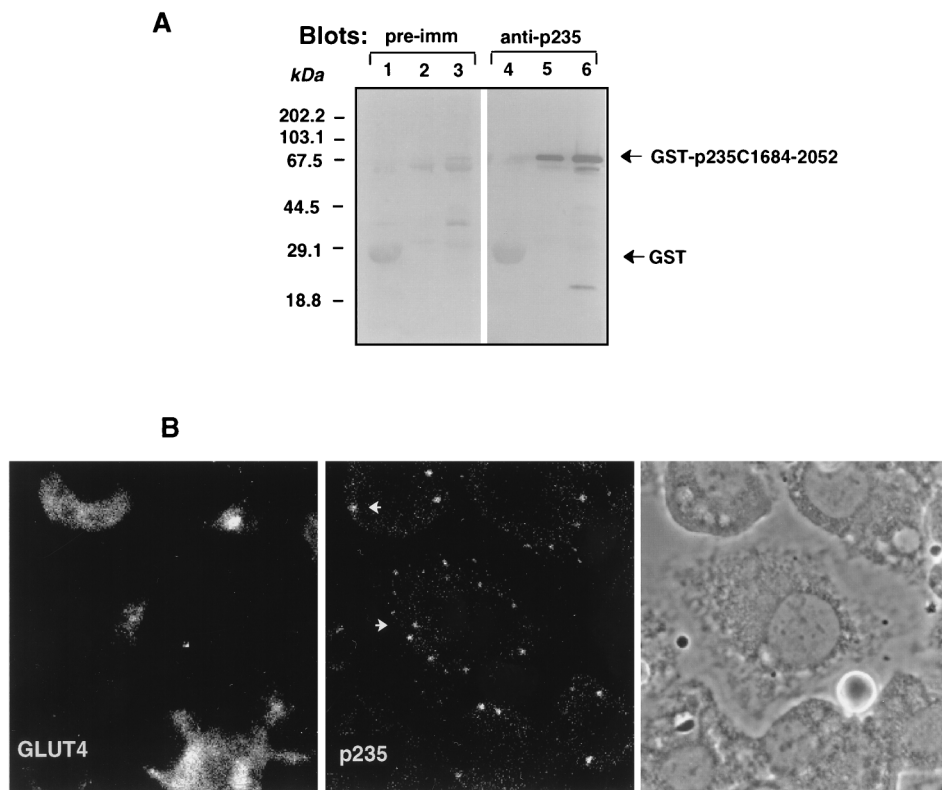 A
Blots: pre-imm anti-p235
kDa 1 2 3 4 5 6
202.2 –
103.1 –
67.5 –
44.5 –
29.1 –
18.8 –
← GST-p235C1684-2052
← GST
B
GLUT4
p235